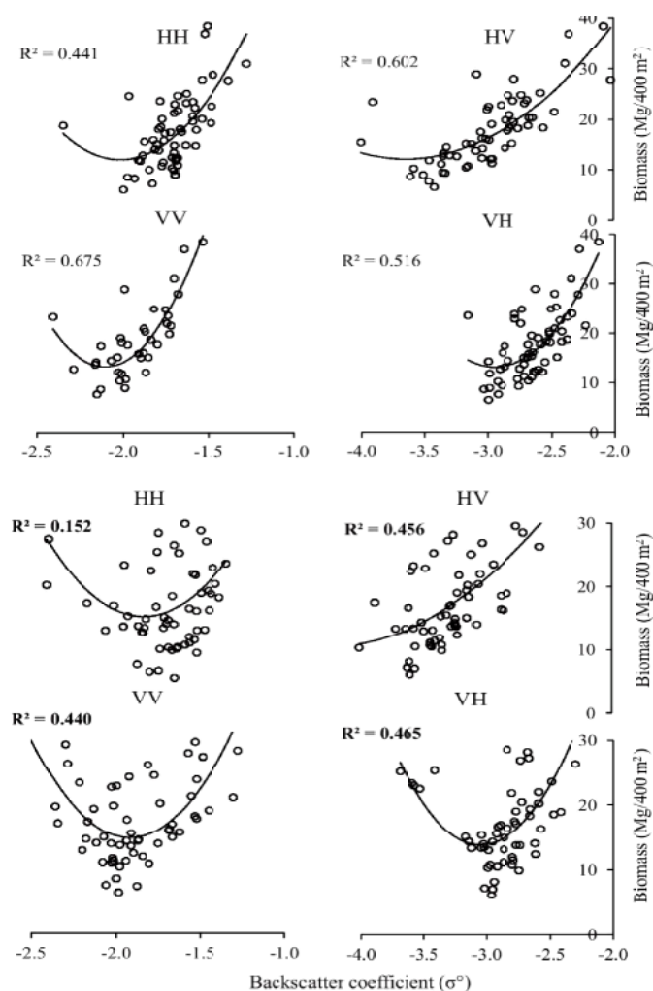 HH
HV
40
R² = 0.441
R² = 0.602
30
20
10
0
Biomass (Mg/400 m²)
VV
VH
40
R² = 0.675
R² = 0.516
30
20
10
0
Biomass (Mg/400 m²)
-2.5 -2.0 -1.5 -1.0
-4.0 -3.5 -3.0 -2.5 -2.0
HH
HV
R² = 0.152
R² = 0.456
30
20
10
0
Biomass (Mg/400 m²)
VV
VH
R² = 0.440
R² = 0.465
30
20
10
0
Biomass (Mg/400 m²)
-2.5 -2.0 -1.5 -1.0
-4.0 -3.5 -3.0 -2.5 -2.0
Backscatter coefficient (σ°)